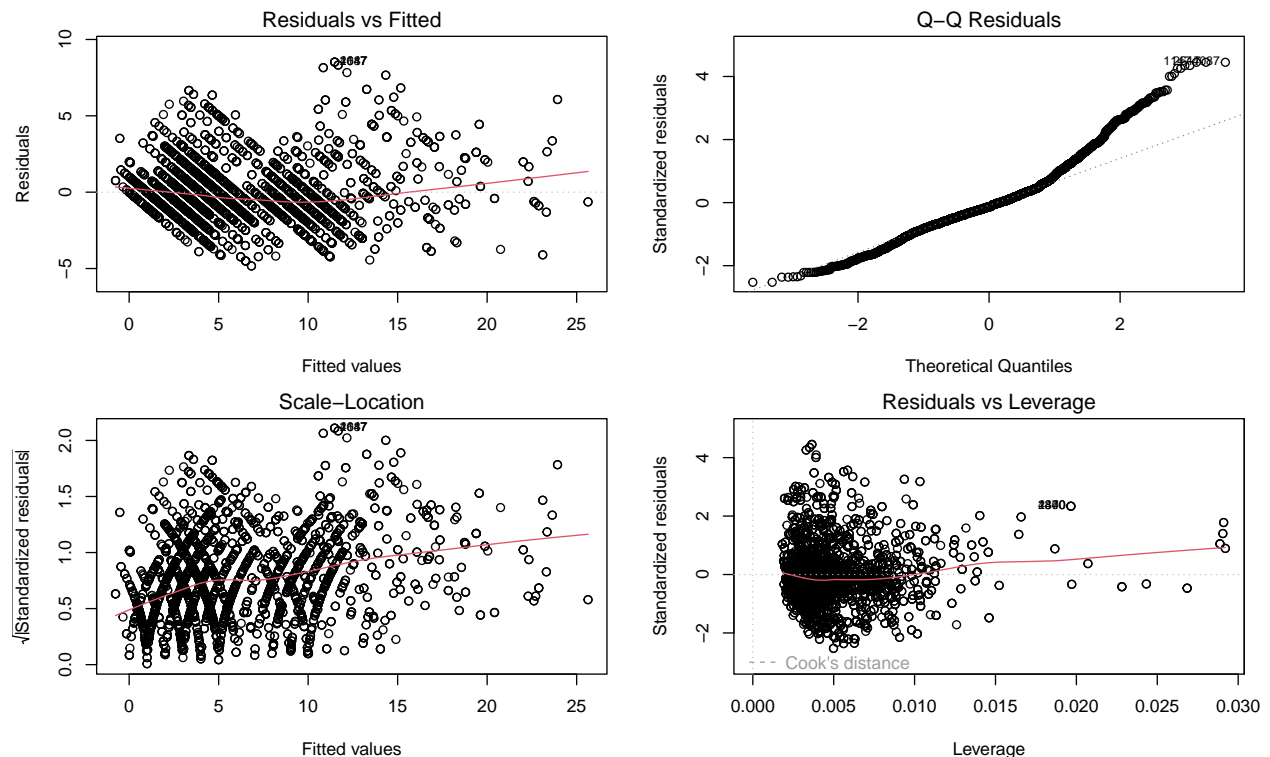 Residuals vs Fitted
10
5
0
−5
Residuals
0 5 10 15 20 25
Fitted values
Q−Q Residuals
4
2
0
−2
Standardized residuals
−2 0 2
Theoretical Quantiles
Scale−Location
2.0
1.5
1.0
0.5
0.0
√|Standardized residuals|
0 5 10 15 20 25
Fitted values
Residuals vs Leverage
4
2
0
−2
Standardized residuals
Cook's distance
0.000 0.005 0.010 0.015 0.020 0.025 0.030
Leverage